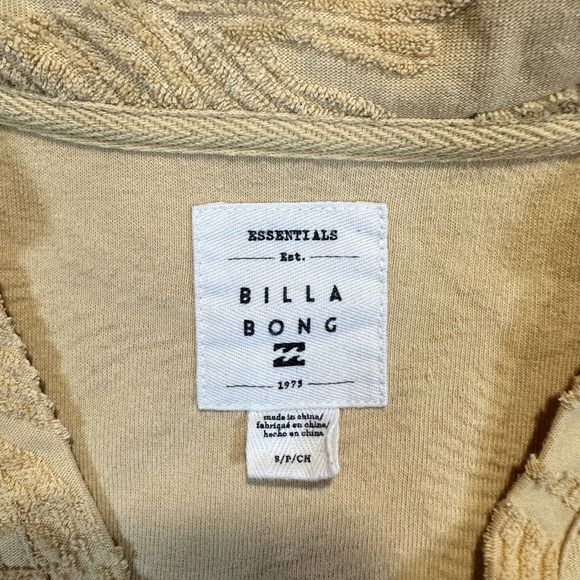 ESSENTIALS
Est.
BILLA
BONG
1973
made in china/
fabriqué en chine/
hecho en china
S/P/CH